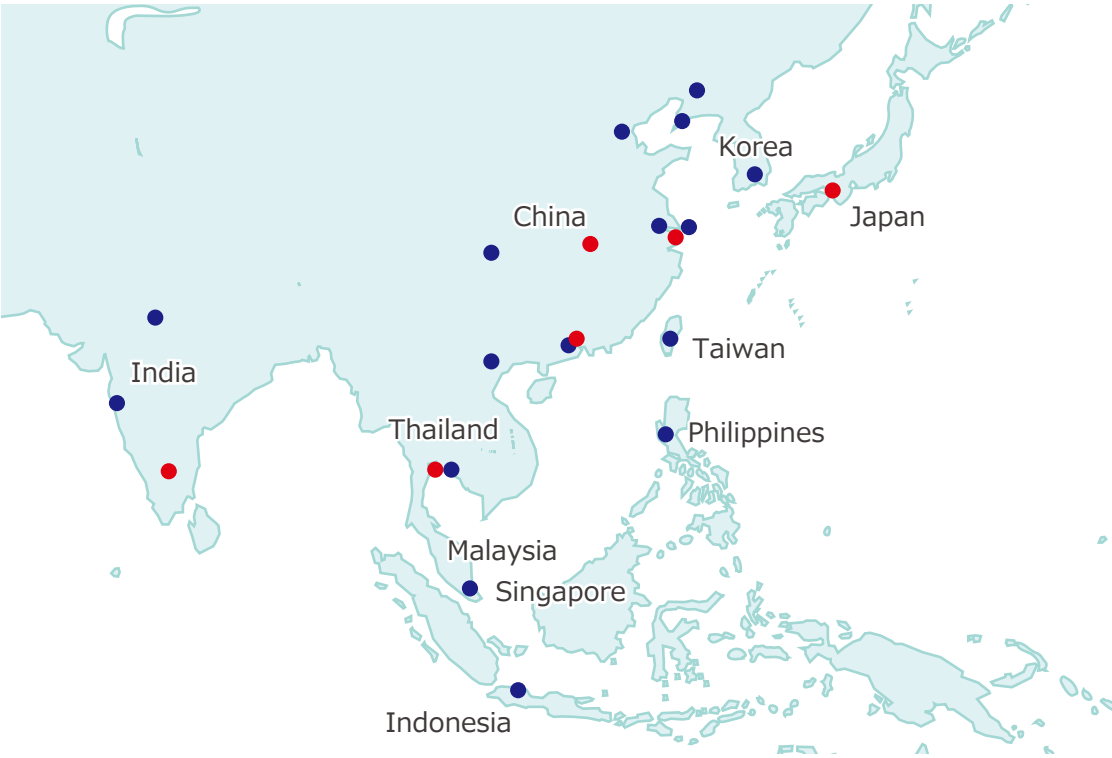 Korea
China
Japan
Taiwan
India
Thailand
Philippines
Malaysia
Singapore
Indonesia